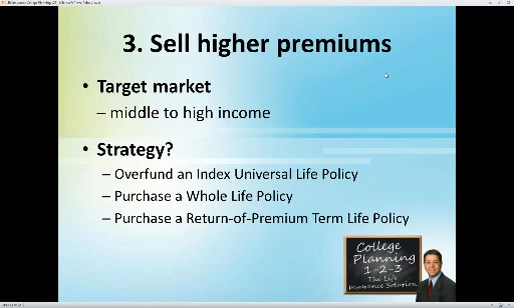 3. Sell higher premiums
• Target market
– middle to high income
• Strategy?
– Overfund an Index Universal Life Policy
– Purchase a Whole Life Policy
– Purchase a Return-of-Premium Term Life Policy
College
Planning
1-2-3
The Life
Insurance Solution